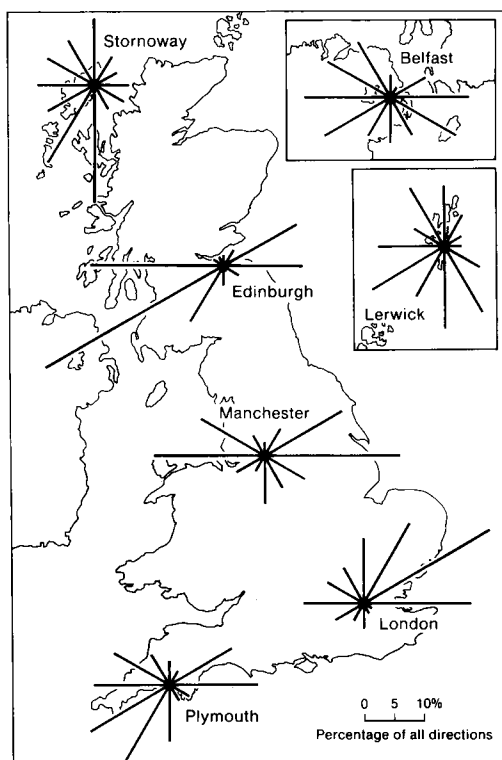 Stornoway
Belfast
Edinburgh
Lerwick
Manchester
London
Plymouth
0 5 10%
Percentage of all directions